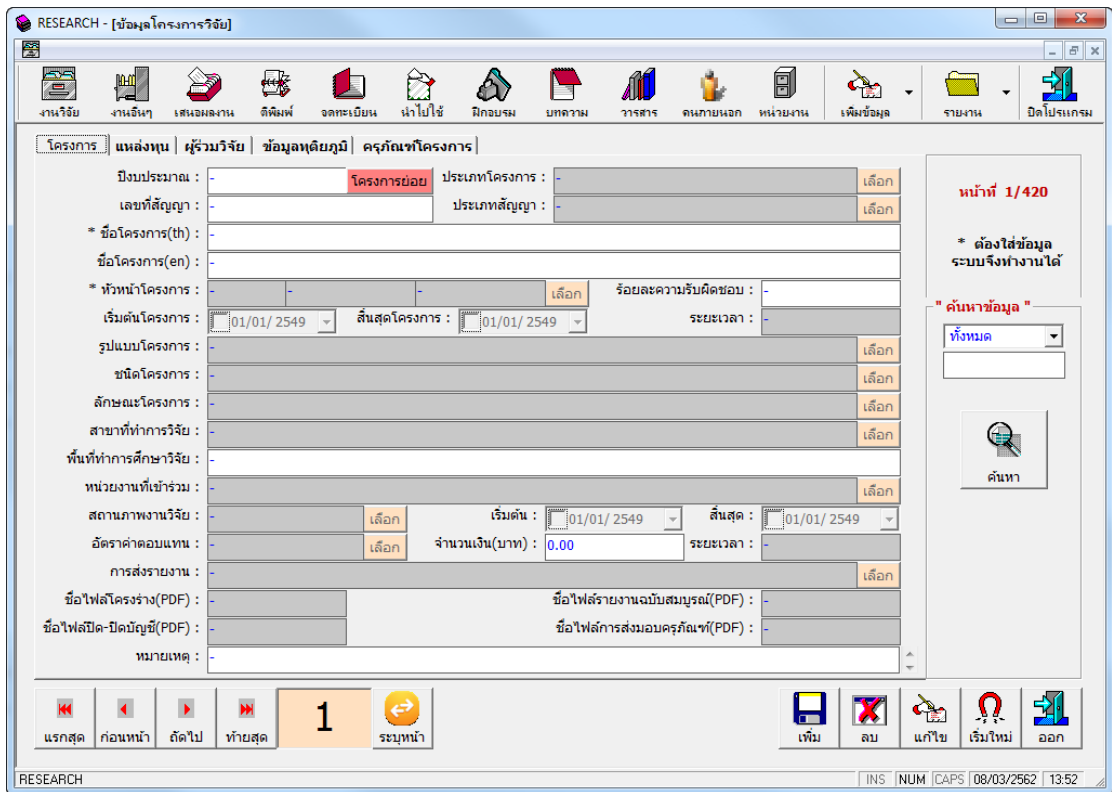 RESEARCH - [ข้อมูลโครงการวิจัย]
งานวิจัย งานอื่นๆ เสนอผลงาน ตีพิมพ์ จดทะเบียน นำไปใช้ ฝึกอบรม บทความ วารสาร คนภายนอก หน่วยงาน เพิ่มข้อมูล รายงาน ปิดโปรแกรม
โครงการ แหล่งทุน ผู้ร่วมวิจัย ข้อมูลทุติยภูมิ ครุภัณฑ์โครงการ
ปีงบประมาณ : - โครงการย่อย ประเภทโครงการ : - เลือก
เลขที่สัญญา : - ประเภทสัญญา : - เลือก
* ชื่อโครงการ(th) : -
ชื่อโครงการ(en) : -
* หัวหน้าโครงการ : - - - เลือก ร้อยละความรับผิดชอบ : -
เริ่มต้นโครงการ : 01/01/ 2549 สิ้นสุดโครงการ : 01/01/ 2549 ระยะเวลา : -
รูปแบบโครงการ : - เลือก
ชนิดโครงการ : - เลือก
ลักษณะโครงการ : - เลือก
สาขาที่ทำการวิจัย : - เลือก
พื้นที่ทำการศึกษาวิจัย : -
หน่วยงานที่เข้าร่วม : - เลือก
สถานภาพงานวิจัย : - เลือก เริ่มต้น : 01/01/ 2549 สิ้นสุด : 01/01/ 2549
อัตราค่าตอบแทน : - เลือก จำนวนเงิน(บาท) : 0.00 ระยะเวลา : -
การส่งรายงาน : - เลือก
ชื่อไฟล์โครงร่าง(PDF) : - ชื่อไฟล์รายงานฉบับสมบูรณ์(PDF) : -
ชื่อไฟล์ปิด-ปิดบัญชี(PDF) : - ชื่อไฟล์การส่งมอบครุภัณฑ์(PDF) : -
หมายเหตุ : -
หน้าที่ 1/420
* ต้องใส่ข้อมูล
ระบบจึงทำงานได้
" ค้นหาข้อมูล "
ทั้งหมด
ค้นหา
แรกสุด ก่อนหน้า ถัดไป ท้ายสุด 1 ระบุหน้า เพิ่ม ลบ แก้ไข เริ่มใหม่ ออก
RESEARCH INS NUM CAPS 08/03/2562 13:52